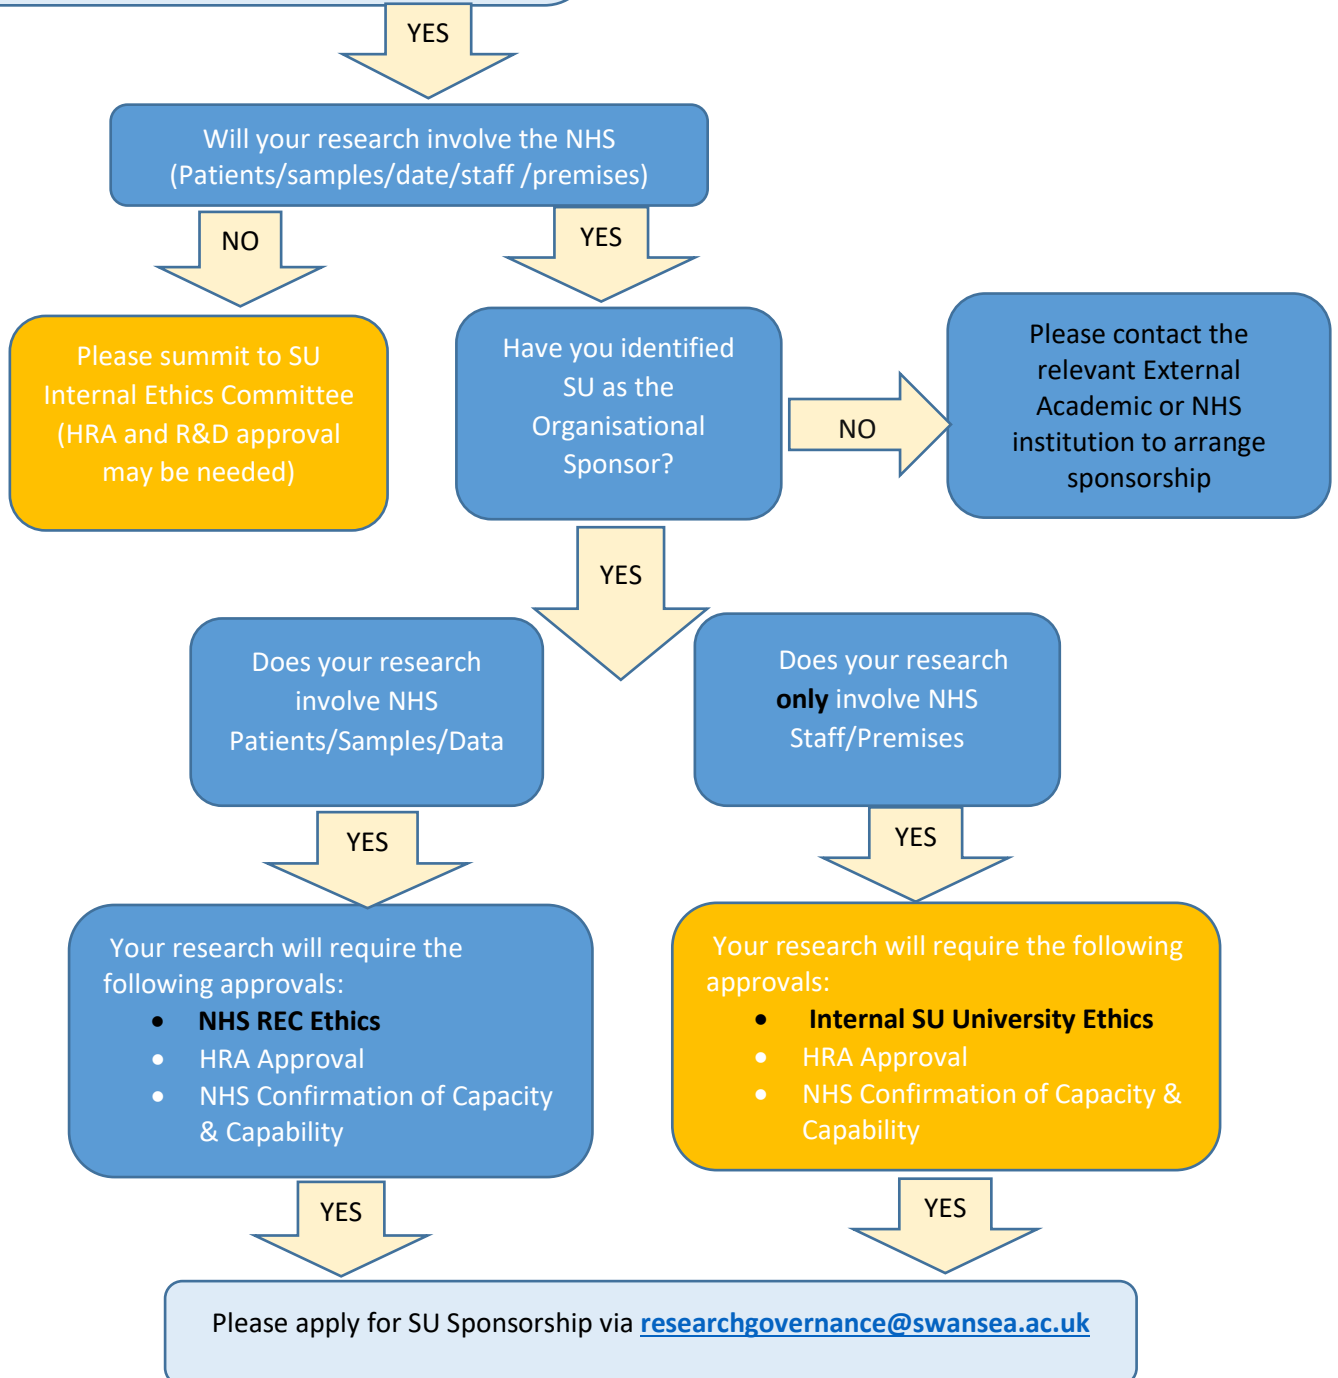 YES
Will your research involve the NHS
(Patients/samples/date/staff /premises)
NO
YES
Please summit to SU
Internal Ethics Committee
(HRA and R&D approval
may be needed)
Have you identified
SU as the
Organisational
Sponsor?
NO
Please contact the
relevant External
Academic or NHS
institution to arrange
sponsorship
YES
Does your research
involve NHS
Patients/Samples/Data
Does your research
only involve NHS
Staff/Premises
YES
YES
Your research will require the
following approvals:
• NHS REC Ethics
• HRA Approval
• NHS Confirmation of Capacity
& Capability
Your research will require the following
approvals:
• Internal SU University Ethics
• HRA Approval
• NHS Confirmation of Capacity &
Capability
YES
YES
Please apply for SU Sponsorship via researchgovernance@swansea.ac.uk